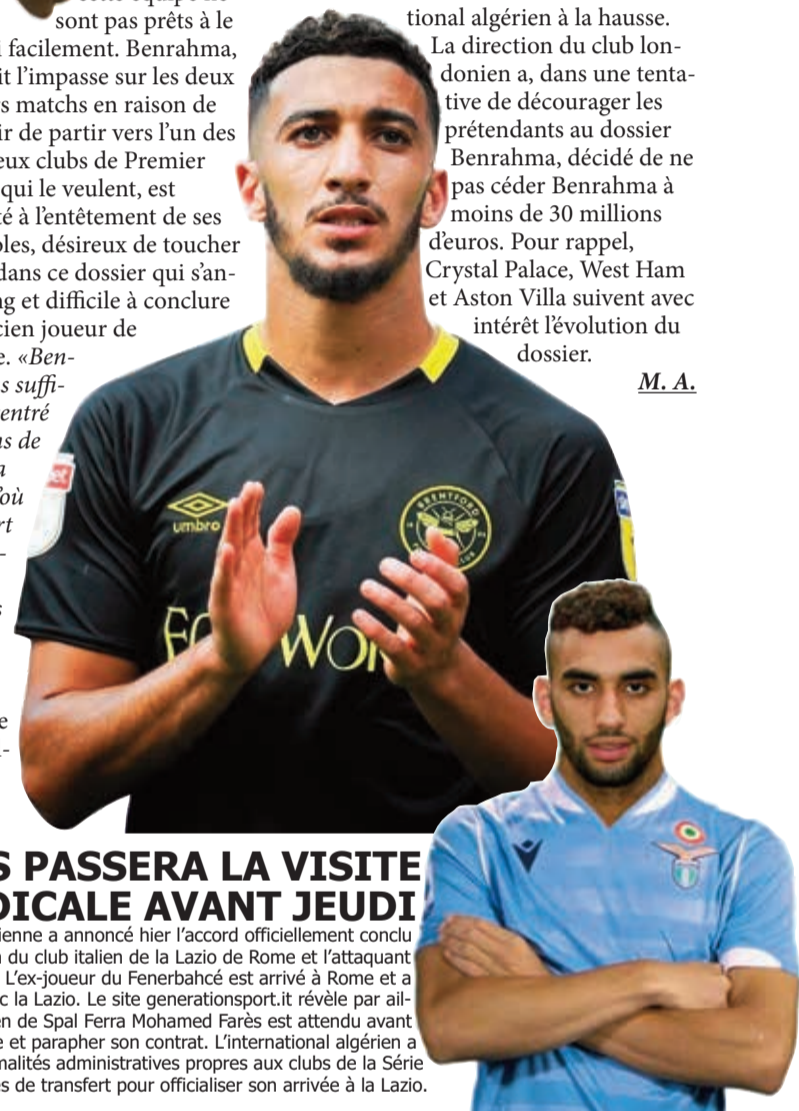 sont pas prêts à le
facilement. Benrahma,
l'impasse sur les deux
matchs en raison de
de partir vers l'un des
clubs de Premier
qui le veulent, est
à l'entêtement de ses
désireux de toucher
dans ce dossier qui s'an-
et difficile à conclure
joueur de
«Ben-
suffi-
de
tional algérien à la hausse.
La direction du club lon-
donien a, dans une tenta-
tive de décourager les
prétendants au dossier
Benrahma, décidé de ne
pas céder Benrahma à
moins de 30 millions
d'euros. Pour rappel,
Crystal Palace, West Ham
et Aston Villa suivent avec
intérêt l'évolution du
dossier.
M. A.
umbro
BRENTFORD
S PASSERA LA VISITE
DICALE AVANT JEUDI
ienne a annoncé hier l'accord officiellement conclu
du club italien de la Lazio de Rome et l'attaquant
L'ex-joueur du Fenerbahcé est arrivé à Rome et a
c la Lazio. Le site generationsport.it révèle par ail-
en de Spal Ferra Mohamed Farès est attendu avant
e et parapher son contrat. L'international algérien a
malités administratives propres aux clubs de la Série
es de transfert pour officialiser son arrivée à la Lazio.